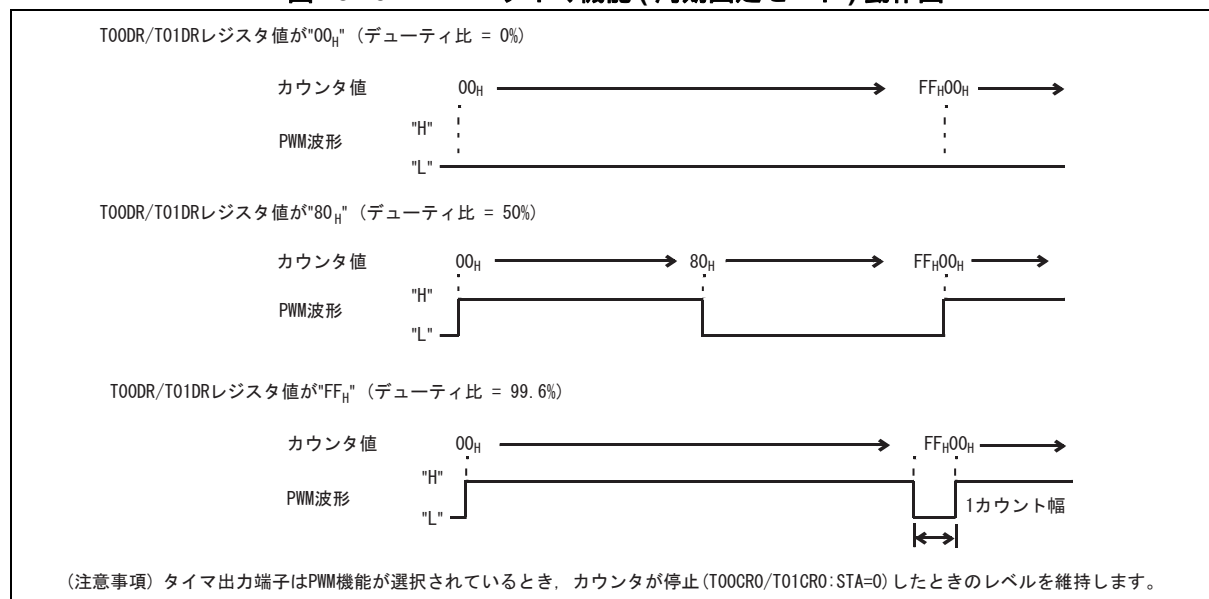 T00DR/T01DRレジスタ値が"00H" (デューティ比 = 0%)
カウンタ値 00H FFH00H
"H"
PWM波形
"L"
T00DR/T01DRレジスタ値が"80H" (デューティ比 = 50%)
カウンタ値 00H 80H FFH00H
"H"
PWM波形
"L"
T00DR/T01DRレジスタ値が"FFH" (デューティ比 = 99.6%)
カウンタ値 00H FFH00H
"H"
PWM波形 1カウント幅
"L"
(注意事項) タイマ出力端子はPWM機能が選択されているとき, カウンタが停止(T00CR0/T01CR0:STA=0)したときのレベルを維持します。